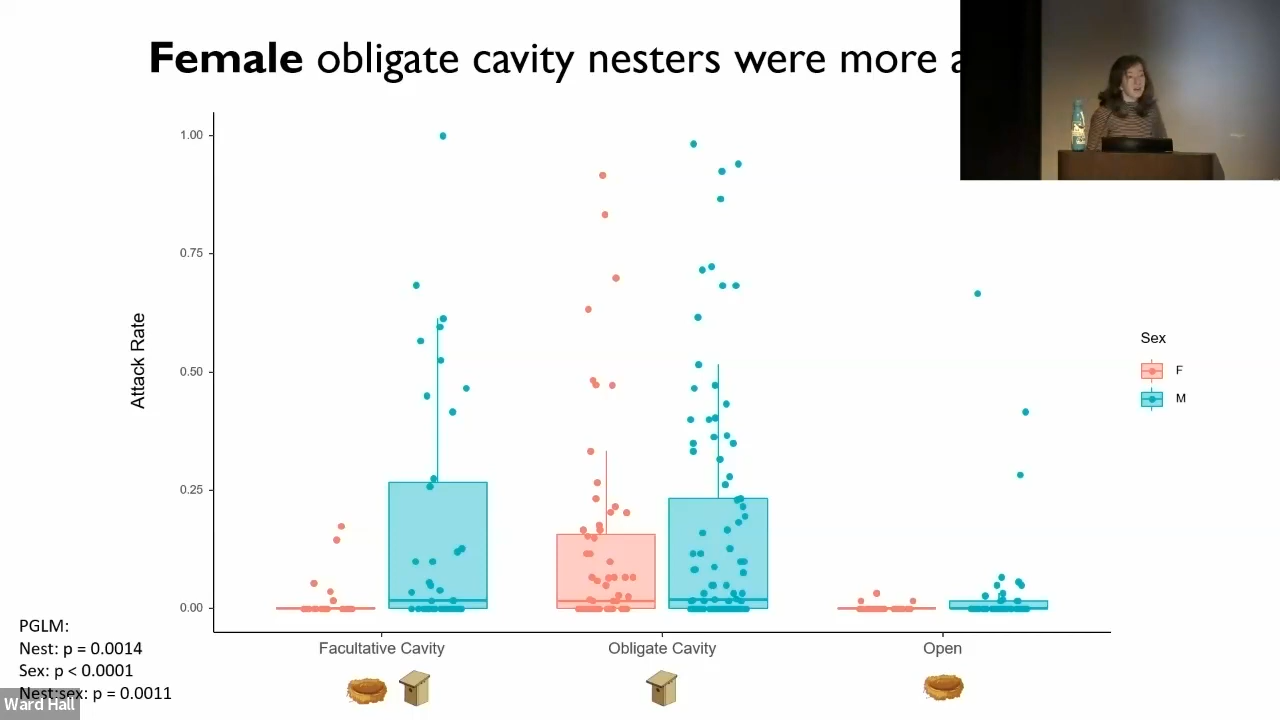 Female obligate cavity nesters were more a
1.00
0.75
0.50
0.25
0.00
Attack Rate
Sex
F
M
Facultative Cavity
Obligate Cavity
Open
PGLM:
Nest: p = 0.0014
Sex: p < 0.0001
Nest:sex: p = 0.0011
Ward Hall